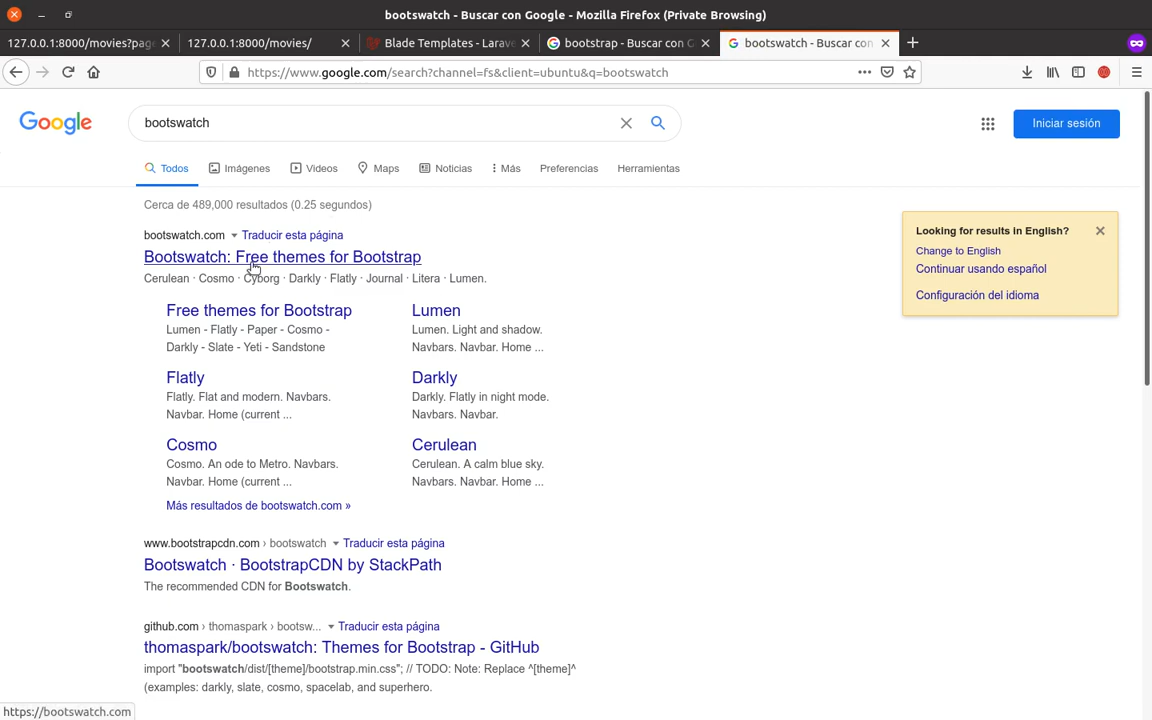 bootswatch - Buscar con Google - Mozilla Firefox (Private Browsing)
127.0.0.1:8000/movies?pag
127.0.0.1:8000/movies/
Blade Templates - Larave
bootstrap - Buscar con G
bootswatch - Buscar con
https://www.google.com/search?channel=fs&client=ubuntu&q=bootswatch
Google
bootswatch
Iniciar sesión
Todos Imágenes Videos Maps Noticias Más Preferencias Herramientas
Cerca de 489,000 resultados (0.25 segundos)
bootswatch.com Traducir esta página
Bootswatch: Free themes for Bootstrap
Cerulean · Cosmo · Cyborg · Darkly · Flatly · Journal · Litera · Lumen.
Free themes for Bootstrap
Lumen - Flatly - Paper - Cosmo -
Darkly - Slate - Yeti - Sandstone
Lumen
Lumen. Light and shadow.
Navbars. Navbar. Home ...
Flatly
Flatly. Flat and modern. Navbars.
Navbar. Home (current ...
Darkly
Darkly. Flatly in night mode.
Navbars. Navbar.
Cosmo
Cosmo. An ode to Metro. Navbars.
Navbar. Home (current ...
Cerulean
Cerulean. A calm blue sky.
Navbars. Navbar. Home ...
Más resultados de bootswatch.com »
www.bootstrapcdn.com › bootswatch Traducir esta página
Bootswatch · BootstrapCDN by StackPath
The recommended CDN for Bootswatch.
github.com › thomaspark › bootsw... Traducir esta página
thomaspark/bootswatch: Themes for Bootstrap - GitHub
import "bootswatch/dist/[theme]/bootstrap.min.css"; // TODO: Note: Replace ^[theme]^
(examples: darkly, slate, cosmo, spacelab, and superhero.
Looking for results in English?
Change to English
Continuar usando español
Configuración del idioma
https://bootswatch.com